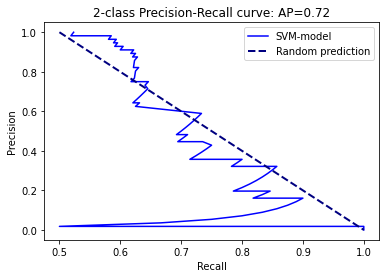 2-class Precision-Recall curve: AP=0.72
SVM-model
Random prediction
Precision
1.0
0.8
0.6
0.4
0.2
0.0
0.5 0.6 0.7 0.8 0.9 1.0
Recall